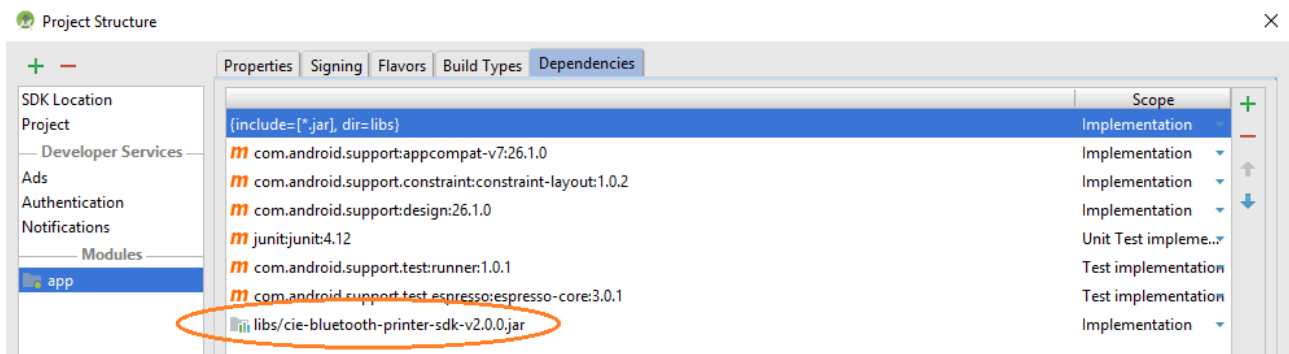 Project Structure
Properties Signing Flavors Build Types Dependencies
SDK Location
Project
Developer Services
Ads
Authentication
Notifications
Modules
app
Scope
{include=[*.jar], dir=libs} Implementation
m com.android.support:appcompat-v7:26.1.0 Implementation
m com.android.support.constraint:constraint-layout:1.0.2 Implementation
m com.android.support:design:26.1.0 Implementation
m junit:junit:4.12 Unit Test impleme...
m com.android.support.test:runner:1.0.1 Test implementation
m com.android.support.test.espresso:espresso-core:3.0.1 Test implementation
libs/cie-bluetooth-printer-sdk-v2.0.0.jar Implementation